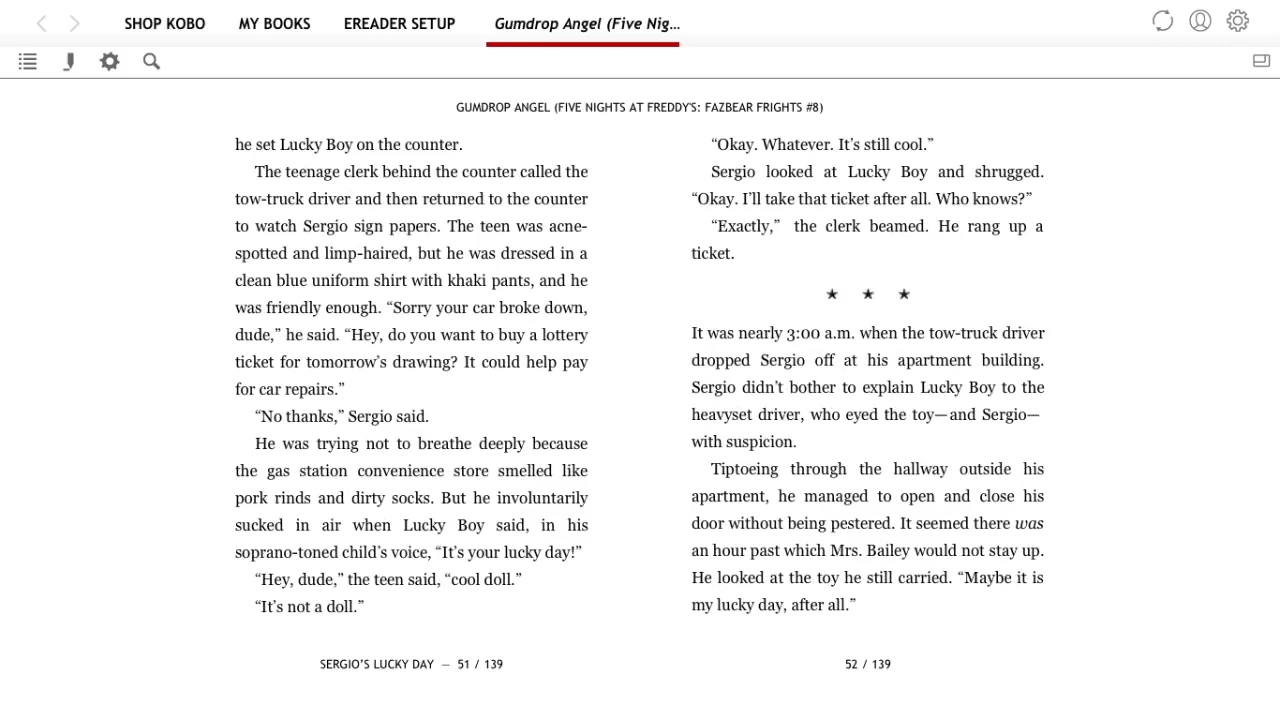 SHOP KOBO
MY BOOKS
EREADER SETUP
Gumdrop Angel (Five Nig...
GUMDROP ANGEL (FIVE NIGHTS AT FREDDY'S: FAZBEAR FRIGHTS #8)
he set Lucky Boy on the counter.
The teenage clerk behind the counter called the
tow-truck driver and then returned to the counter
to watch Sergio sign papers. The teen was acne-
spotted and limp-haired, but he was dressed in a
clean blue uniform shirt with khaki pants, and he
was friendly enough. “Sorry your car broke down,
dude,” he said. “Hey, do you want to buy a lottery
ticket for tomorrow’s drawing? It could help pay
for car repairs.”
“No thanks,” Sergio said.
He was trying not to breathe deeply because
the gas station convenience store smelled like
pork rinds and dirty socks. But he involuntarily
sucked in air when Lucky Boy said, in his
soprano-toned child’s voice, “It’s your lucky day!”
“Hey, dude,” the teen said, “cool doll.”
“It’s not a doll.”
SERGIO’S LUCKY DAY — 51 / 139
“Okay. Whatever. It’s still cool.”
Sergio looked at Lucky Boy and shrugged.
“Okay. I’ll take that ticket after all. Who knows?”
“Exactly,” the clerk beamed. He rang up a
ticket.
★ ★ ★
It was nearly 3:00 a.m. when the tow-truck driver
dropped Sergio off at his apartment building.
Sergio didn’t bother to explain Lucky Boy to the
heavyset driver, who eyed the toy—and Sergio—
with suspicion.
Tiptoeing through the hallway outside his
apartment, he managed to open and close his
door without being pestered. It seemed there was
an hour past which Mrs. Bailey would not stay up.
He looked at the toy he still carried. “Maybe it is
my lucky day, after all.”
52 / 139